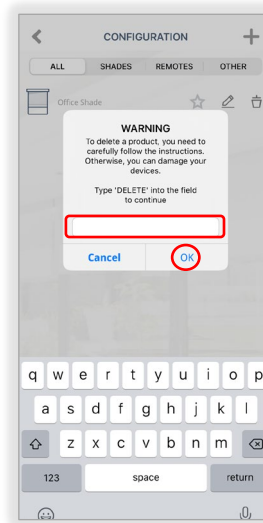 CONFIGURATION
ALL SHADES REMOTES OTHER
Office Shade
WARNING
To delete a product, you need to
carefully follow the instructions.
Otherwise, you can damage your
devices.
Type 'DELETE' into the field
to continue
Cancel OK
q w e r t y u i o p
a s d f g h j k l
z x c v b n m
123 space return